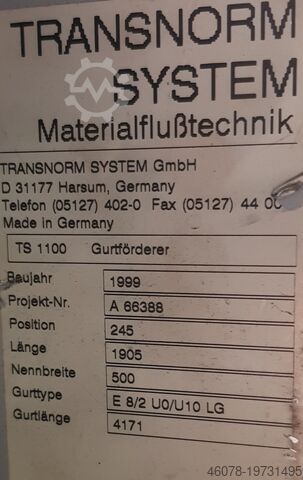 TRANSNORM
SYSTEM
Materialflußtechnik
TRANSNORM SYSTEM GmbH
D 31177 Harsum, Germany
Telefon (05127) 402-0 Fax (05127) 44 00
Made in Germany
TS 1100 Gurtförderer
Baujahr 1999
Projekt-Nr. A 66388
Position 245
Länge 1905
Nennbreite 500
Gurttype E 8/2 U0/U10 LG
Gurtlänge 4171
46078-19731495